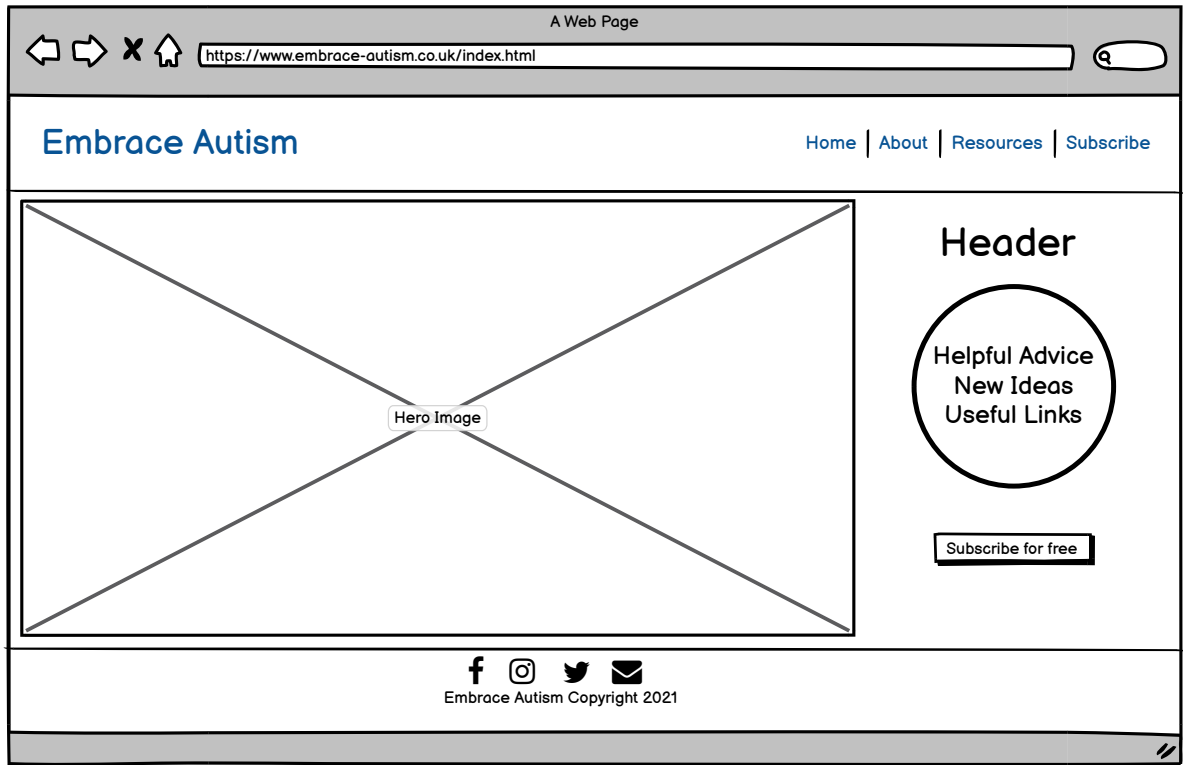 A Web Page
https://www.embrace-autism.co.uk/index.html
Embrace Autism
Home | About | Resources | Subscribe
Header
Helpful Advice
New Ideas
Useful Links
Hero Image
Subscribe for free
Embrace Autism Copyright 2021